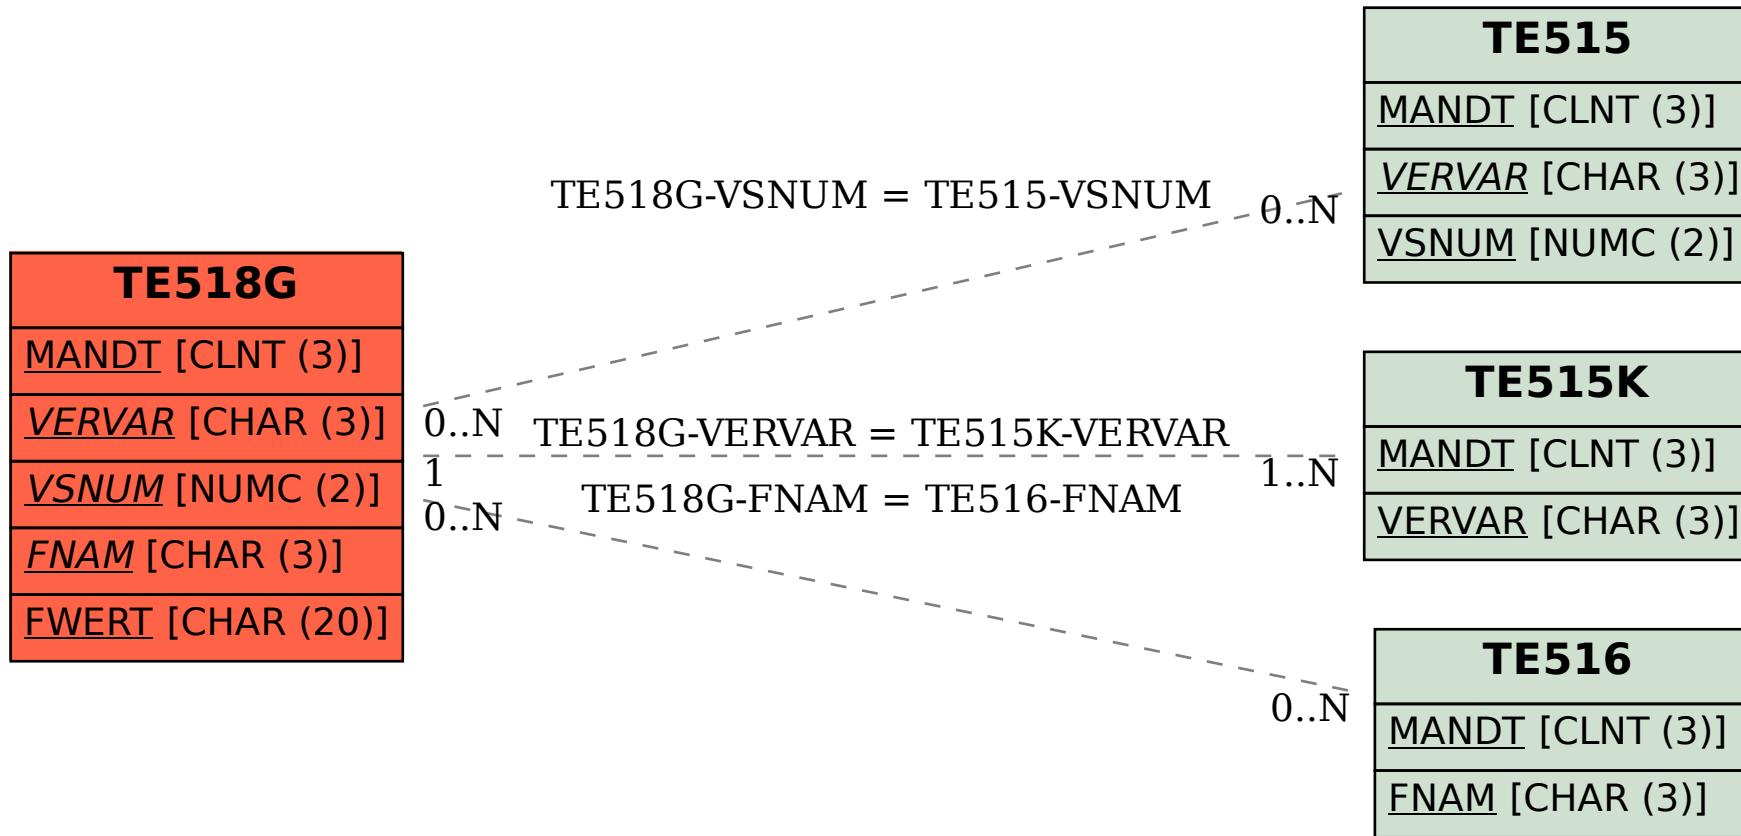 TE518G
MANDT [CLNT (3)]
VERVAR [CHAR (3)]
VSNUM [NUMC (2)]
FNAM [CHAR (3)]
FWERT [CHAR (20)]
TE518G-VSNUM = TE515-VSNUM
0..N
0..N
TE518G-VERVAR = TE515K-VERVAR
1
1..N
TE518G-FNAM = TE516-FNAM
0..N
0..N
TE515
MANDT [CLNT (3)]
VERVAR [CHAR (3)]
VSNUM [NUMC (2)]
TE515K
MANDT [CLNT (3)]
VERVAR [CHAR (3)]
TE516
MANDT [CLNT (3)]
FNAM [CHAR (3)]